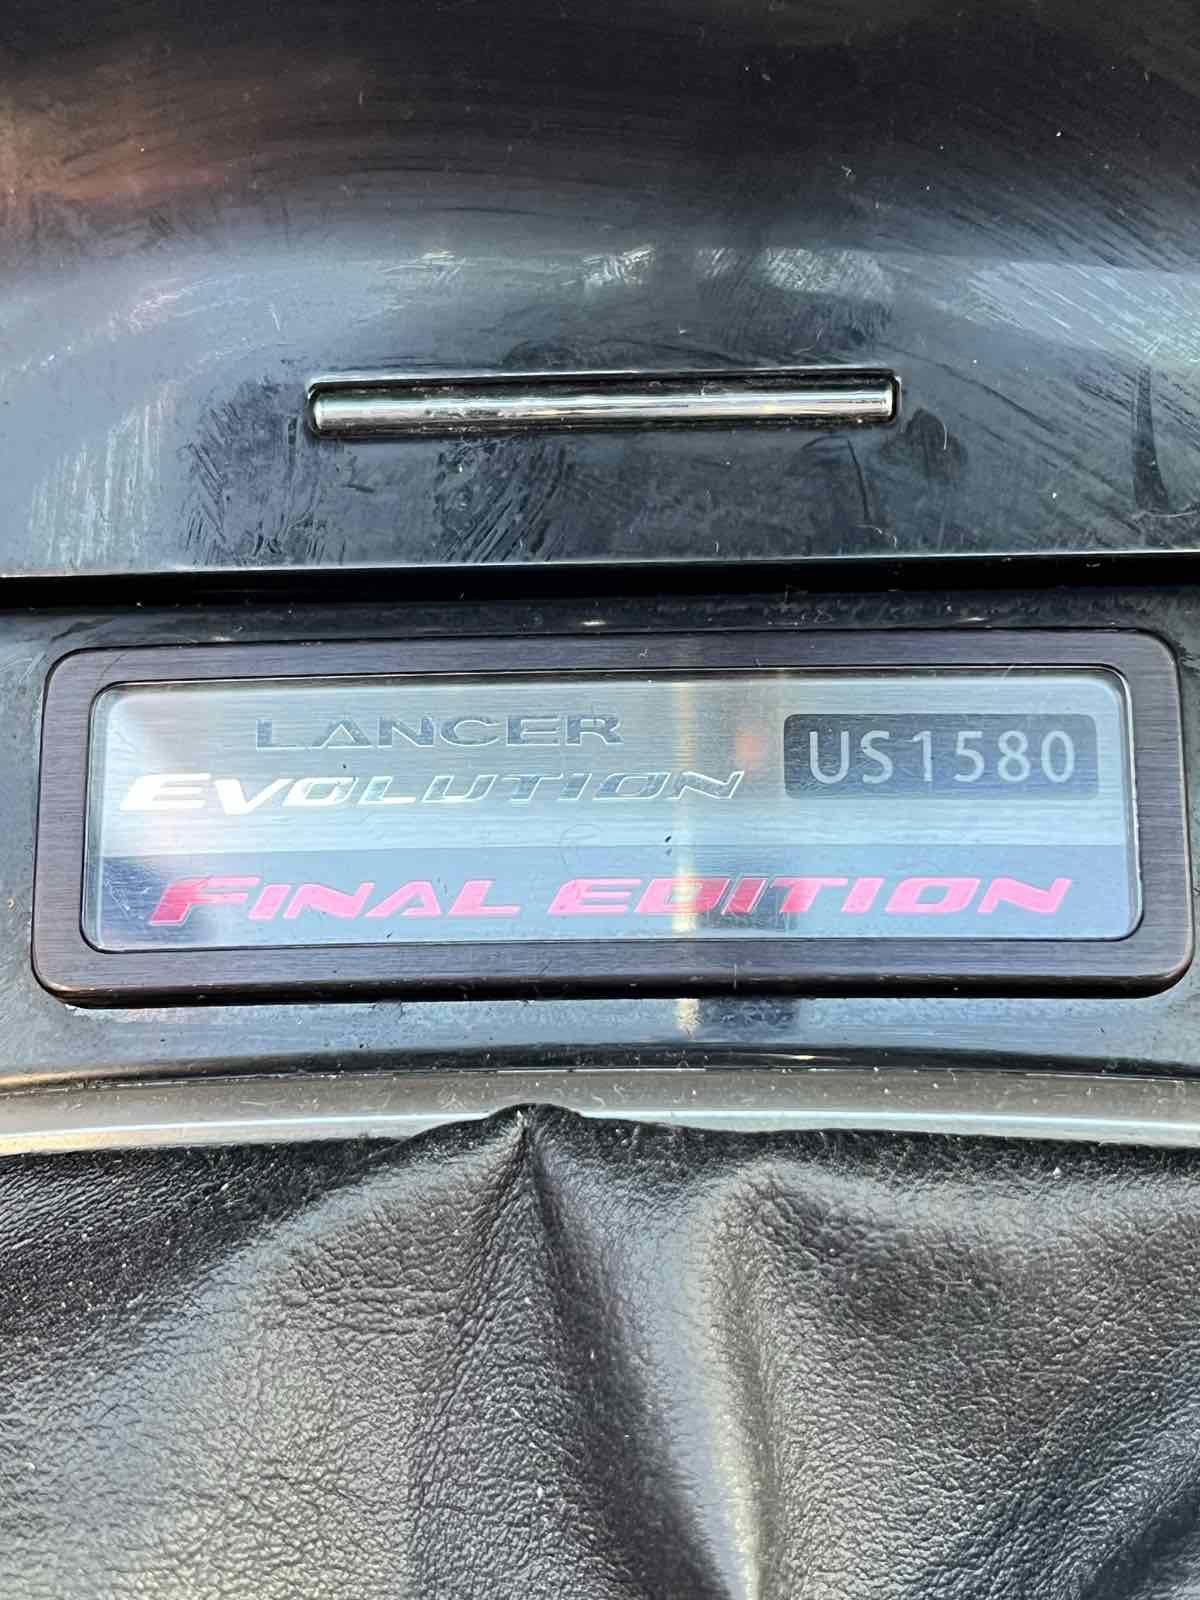 LANCER
EVOLUTION
US1580
FINAL EDITION